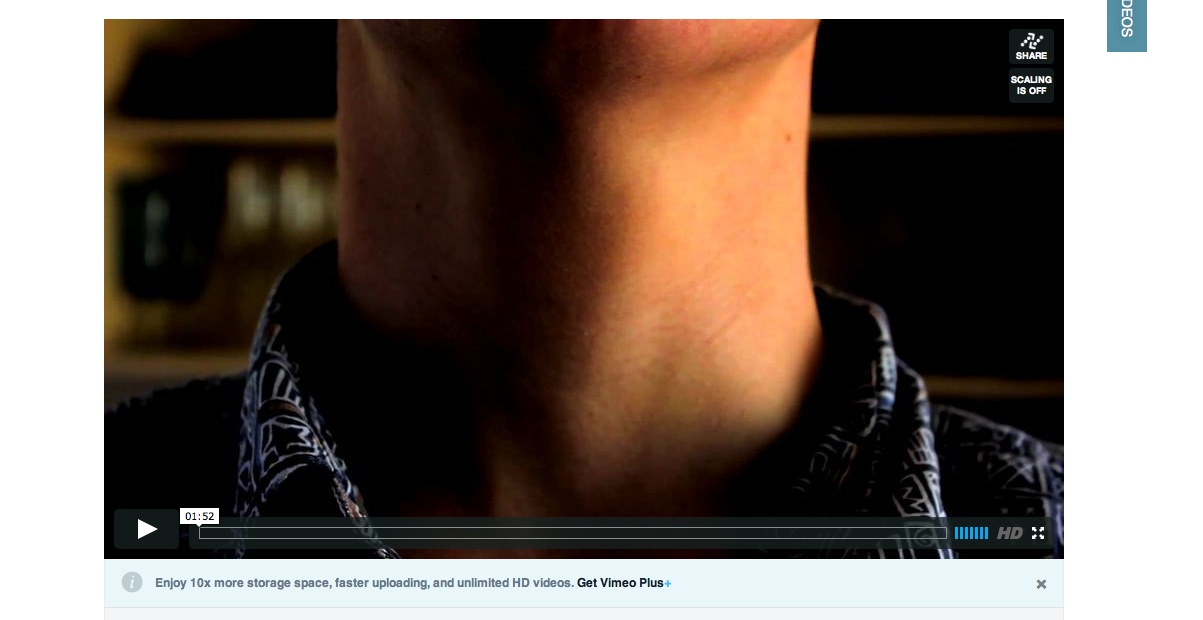 DEOS
SHARE
SCALING
IS OFF
01:52
HD
Enjoy 10x more storage space, faster uploading, and unlimited HD videos. Get Vimeo Plus+